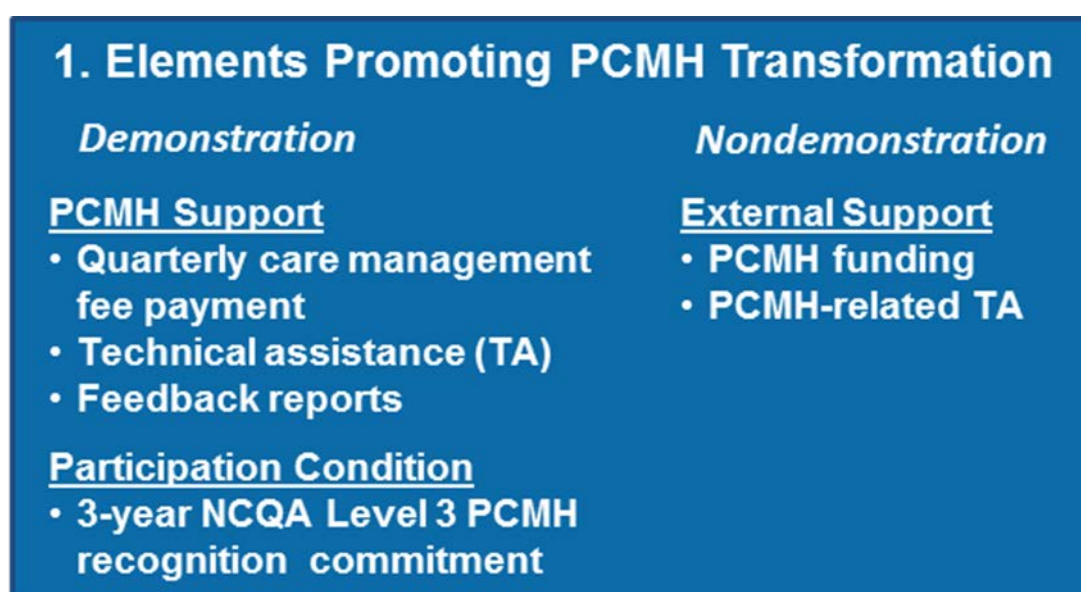 1. Elements Promoting PCMH Transformation
Demonstration
PCMH Support
• Quarterly care management
fee payment
• Technical assistance (TA)
• Feedback reports
Participation Condition
• 3-year NCQA Level 3 PCMH
recognition commitment
Nondemonstration
External Support
• PCMH funding
• PCMH-related TA